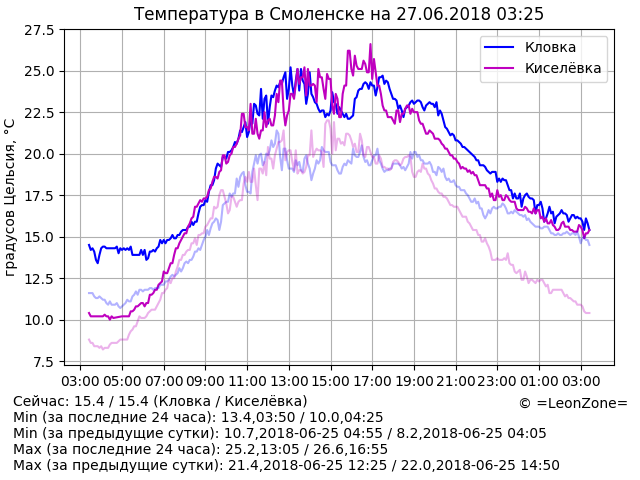 Температура в Смоленске на 27.06.2018 03:25
27.5
25.0
22.5
20.0
17.5
15.0
12.5
10.0
7.5
градусов Цельсия, °C
Кловка
Киселёвка
03:00 05:00 07:00 09:00 11:00 13:00 15:00 17:00 19:00 21:00 23:00 01:00 03:00
Сейчас: 15.4 / 15.4 (Кловка / Киселёвка)
© =LeonZone=
Min (за последние 24 часа): 13.4,03:50 / 10.0,04:25
Min (за предыдущие сутки): 10.7,2018-06-25 04:55 / 8.2,2018-06-25 04:05
Max (за последние 24 часа): 25.2,13:05 / 26.6,16:55
Max (за предыдущие сутки): 21.4,2018-06-25 12:25 / 22.0,2018-06-25 14:50